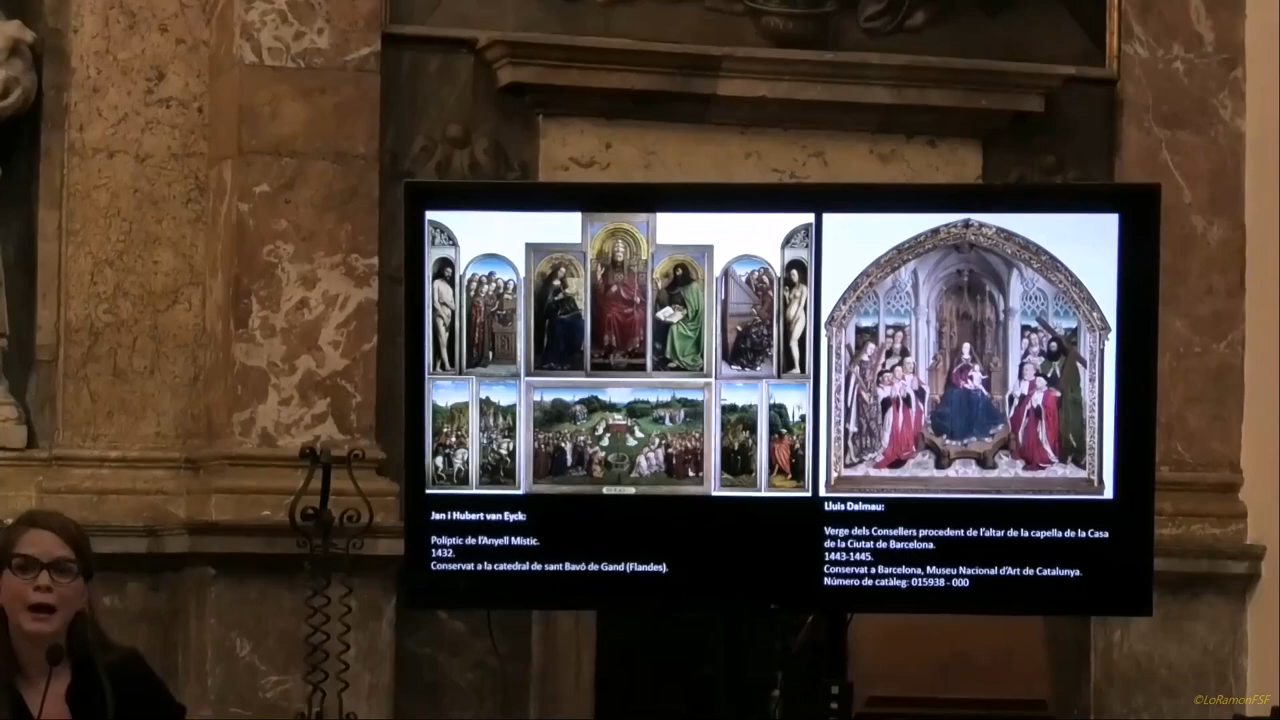 Jan i Hubert van Eyck:
Políptic de l'Anyell Místic.
1432.
Conservat a la catedral de sant Bavó de Gand (Flandes).
Lluís Dalmau:
Verge dels Consellers procedent de l'altar de la capella de la Casa
de la Ciutat de Barcelona.
1443-1445.
Conservat a Barcelona, Museu Nacional d'Art de Catalunya.
Número de catàleg: 015938 - 000
©LoRamonFSF